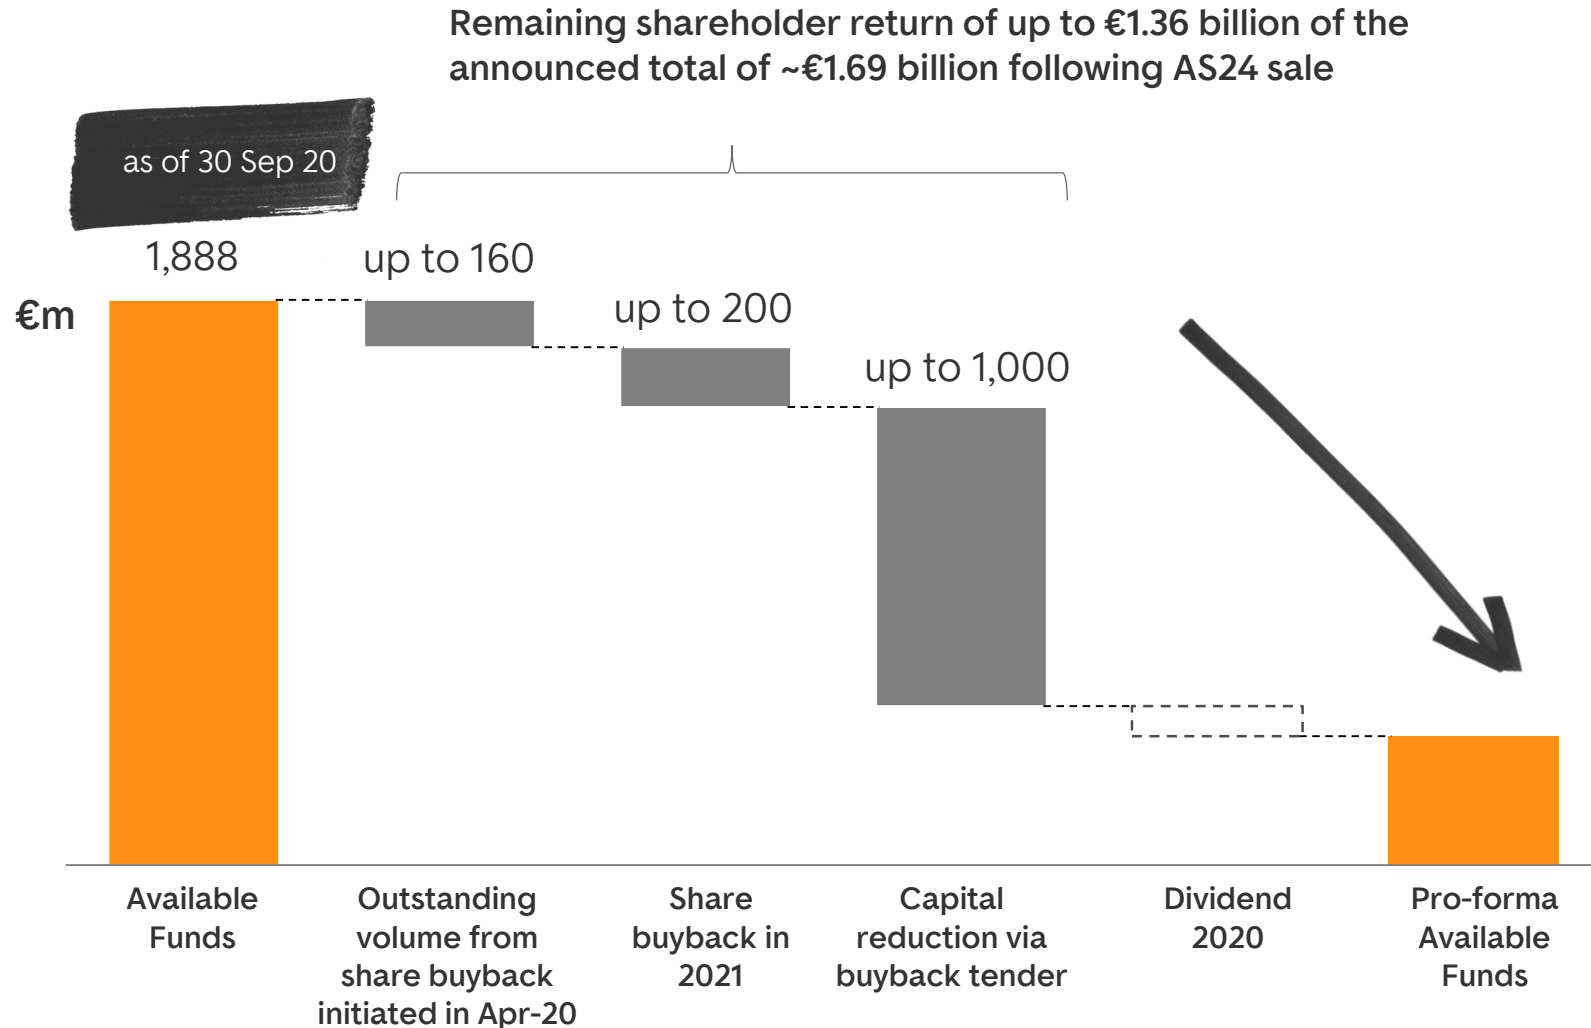 Remaining shareholder return of up to €1.36 billion of the
announced total of ~€1.69 billion following AS24 sale
as of 30 Sep 20
1,888
up to 160
up to 200
up to 1,000
€m
Available
Funds
Outstanding
volume from
share buyback
initiated in Apr-20
Share
buyback in
2021
Capital
reduction via
buyback tender
Dividend
2020
Pro-forma
Available
Funds